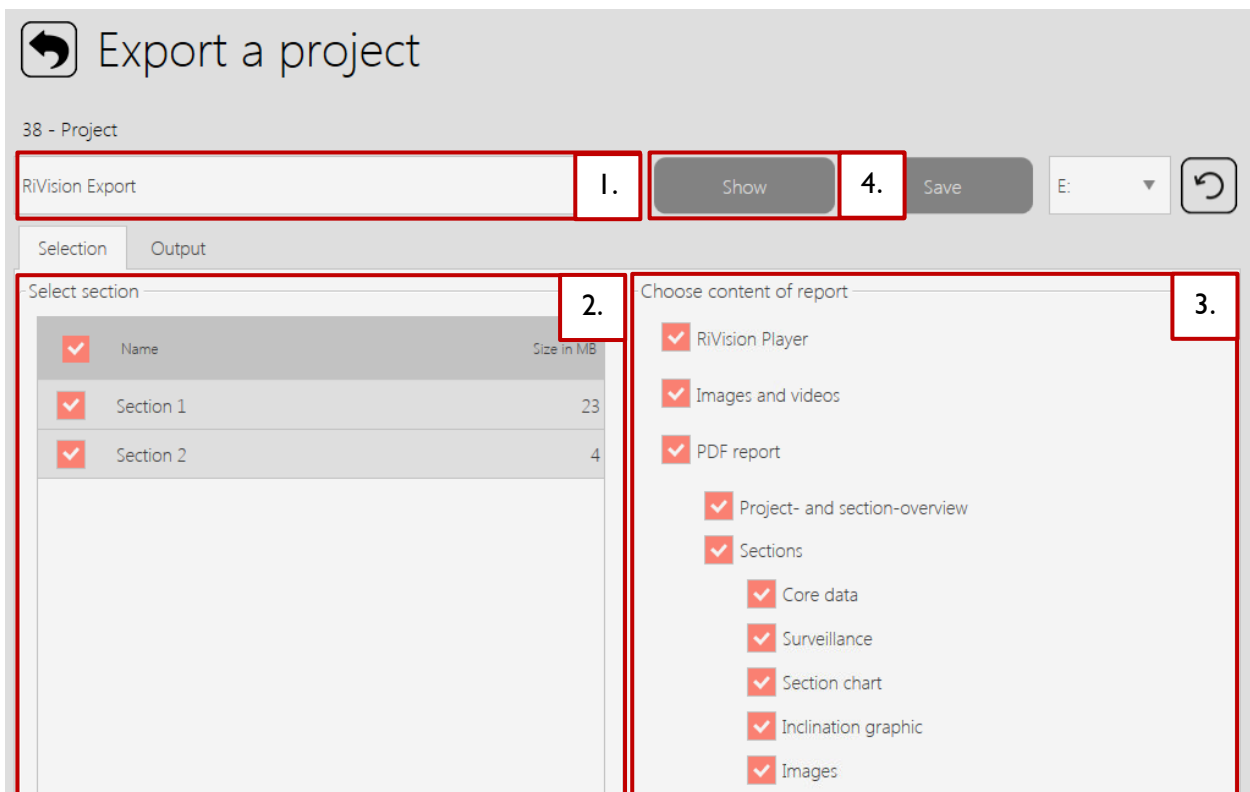 Export a project
38 - Project
RiVision Export 1. Show 4. Save E:
Selection Output
Select section 2.
Name Size in MB
Section 1 23
Section 2 4
Choose content of report 3.
RiVision Player
Images and videos
PDF report
Project- and section-overview
Sections
Core data
Surveillance
Section chart
Inclination graphic
Images